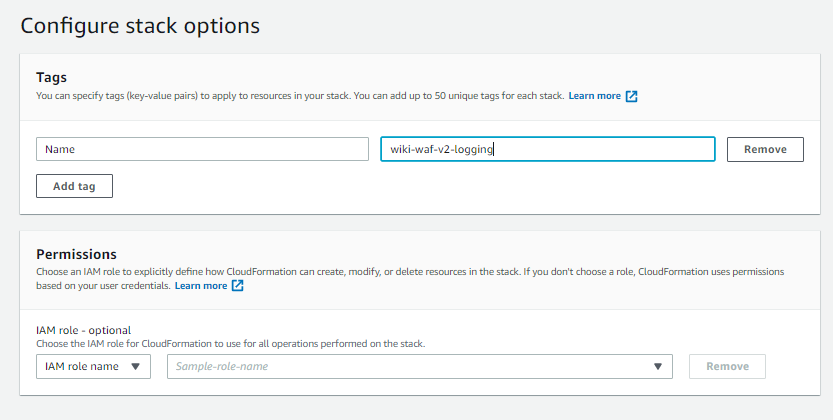 Configure stack options
Tags
You can specify tags (key-value pairs) to apply to resources in your stack. You can add up to 50 unique tags for each stack. Learn more
Name wiki-waf-v2-logging Remove
Add tag
Permissions
Choose an IAM role to explicitly define how CloudFormation can create, modify, or delete resources in the stack. If you don't choose a role, CloudFormation uses permissions
based on your user credentials. Learn more
IAM role - optional
Choose the IAM role for CloudFormation to use for all operations performed on the stack.
IAM role name Sample-role-name Remove